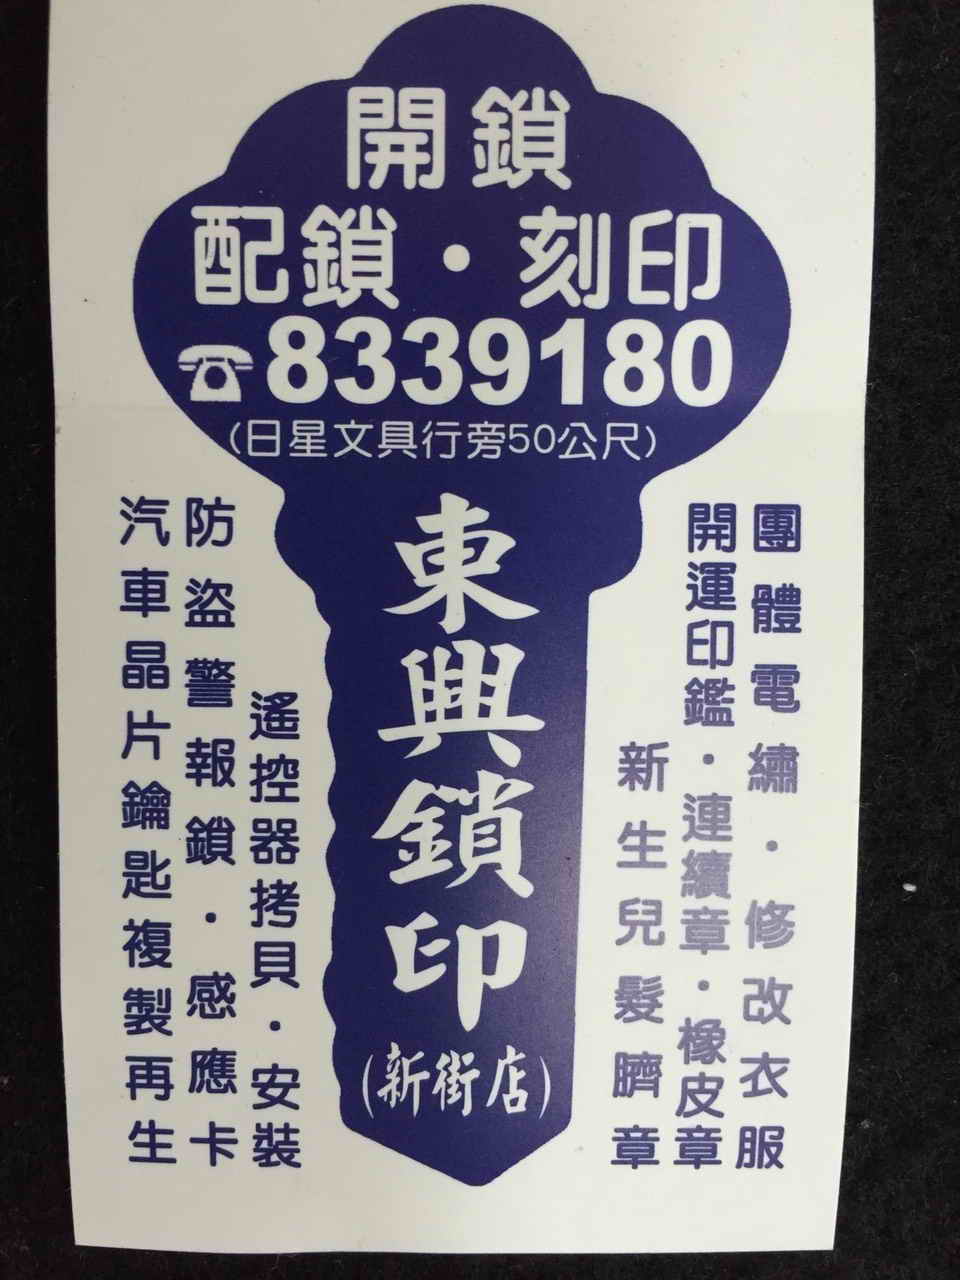 開鎖
配鎖・刻印
☎8339180
(日星文具行旁50公尺)
東興鎖印
(新街店)
團體電繡・修改衣服
開運印鑑・連續章・橡皮章
新生兒髮臍章
遙控器拷貝・安裝
防盜警報鎖・感應卡
汽車晶片鑰匙複製再生